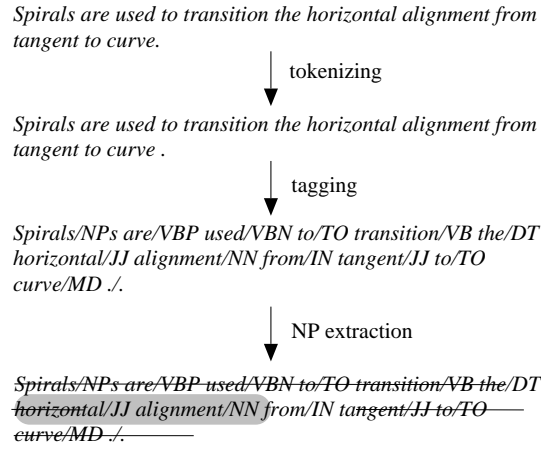 Spirals are used to transition the horizontal alignment from
tangent to curve.
tokenizing
Spirals are used to transition the horizontal alignment from
tangent to curve .
tagging
Spirals/NPs are/VBP used/VBN to/TO transition/VB the/DT
horizontal/JJ alignment/NN from/IN tangent/JJ to/TO
curve/MD ./.
NP extraction
Spirals/NPs are/VBP used/VBN to/TO transition/VB the/DT
horizontal/JJ alignment/NN from/IN tangent/JJ to/TO
curve/MD ./.